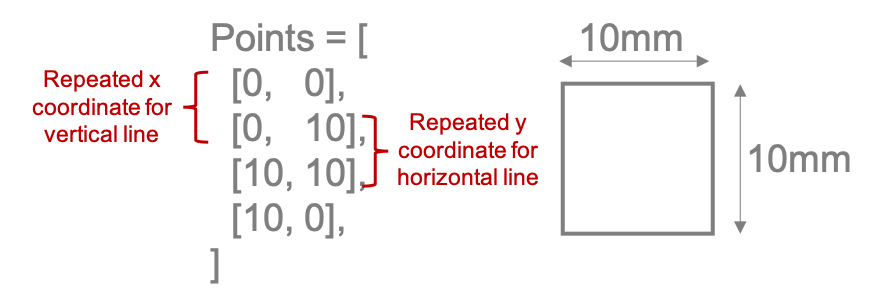 Points = [
[0, 0],
[0, 10],
[10, 10],
[10, 0],
]
Repeated x
coordinate for
vertical line
Repeated y
coordinate for
horizontal line
10mm
10mm